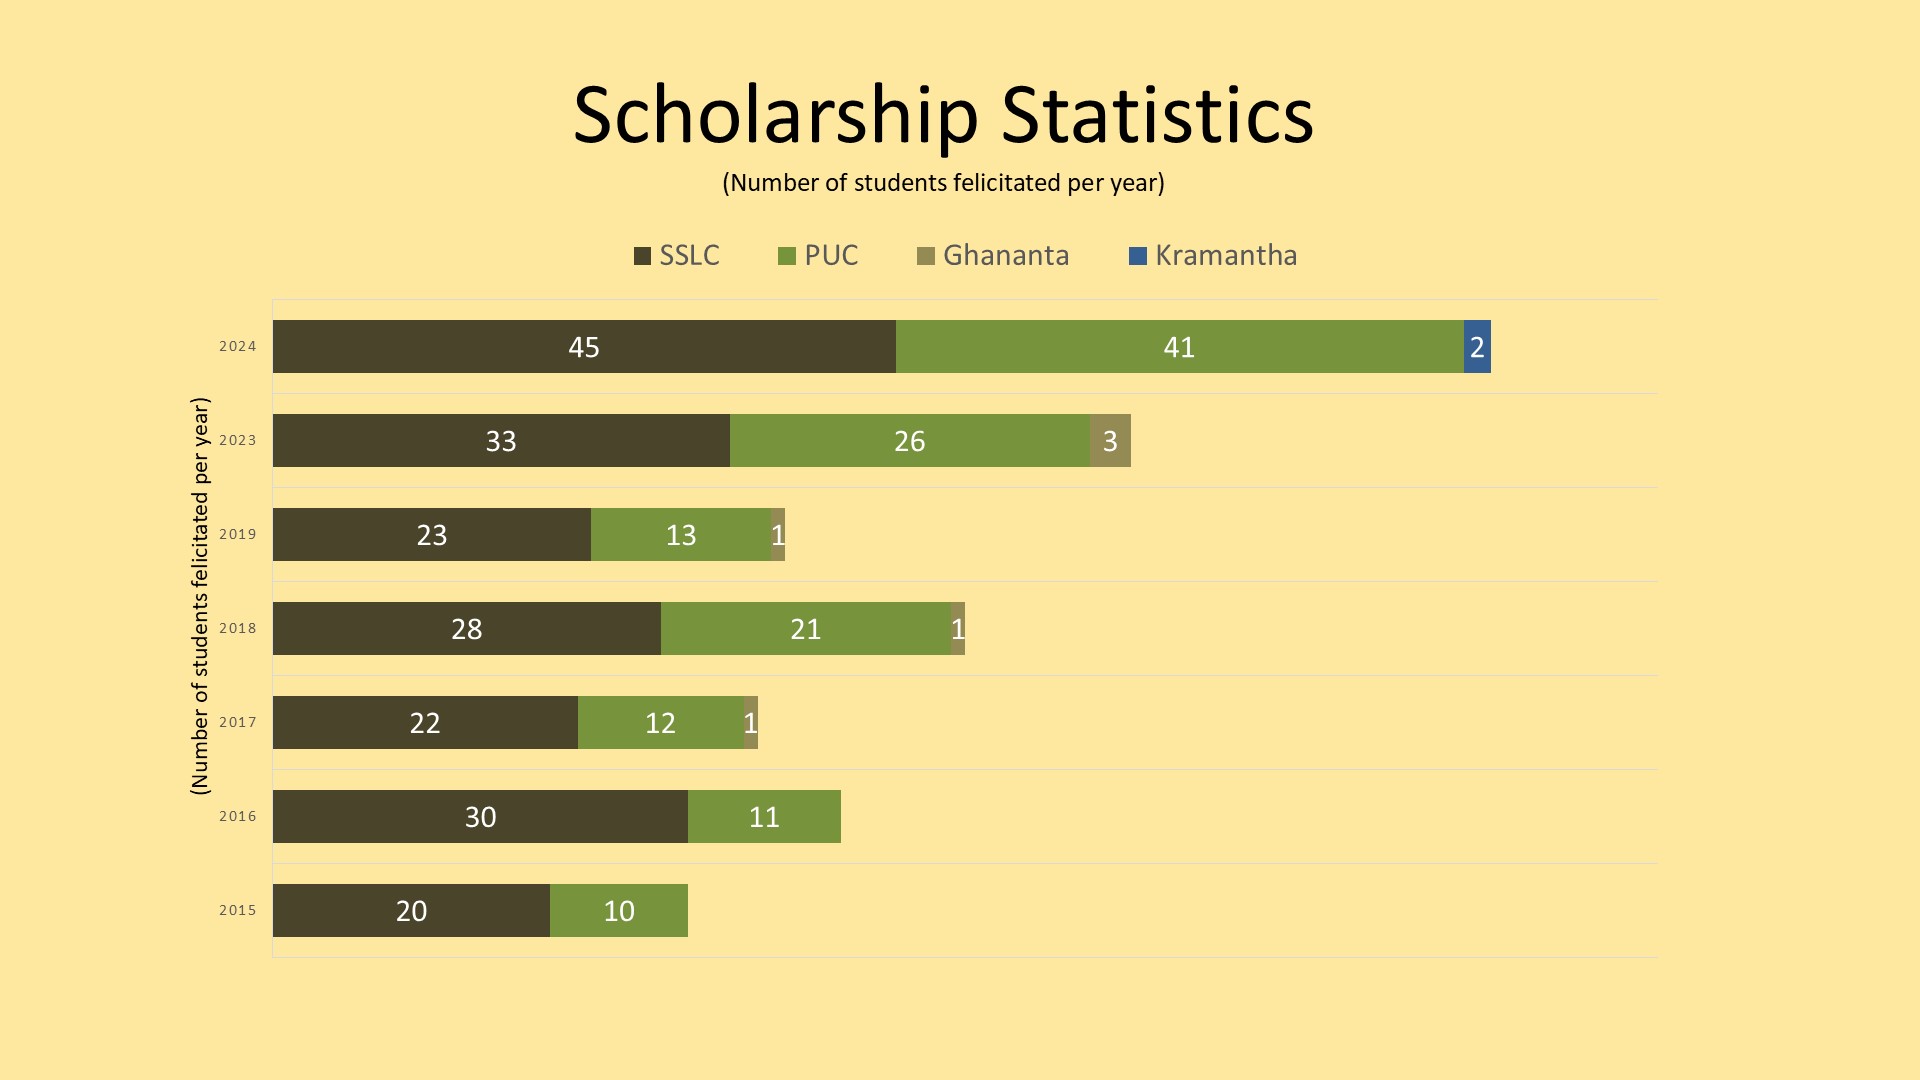 Scholarship Statistics
(Number of students felicitated per year)
SSLC PUC Ghananta Kramantha
(Number of students felicitated per year)
2024 45 41 2
2023 33 26 3
2019 23 13 1
2018 28 21 1
2017 22 12 1
2016 30 11
2015 20 10